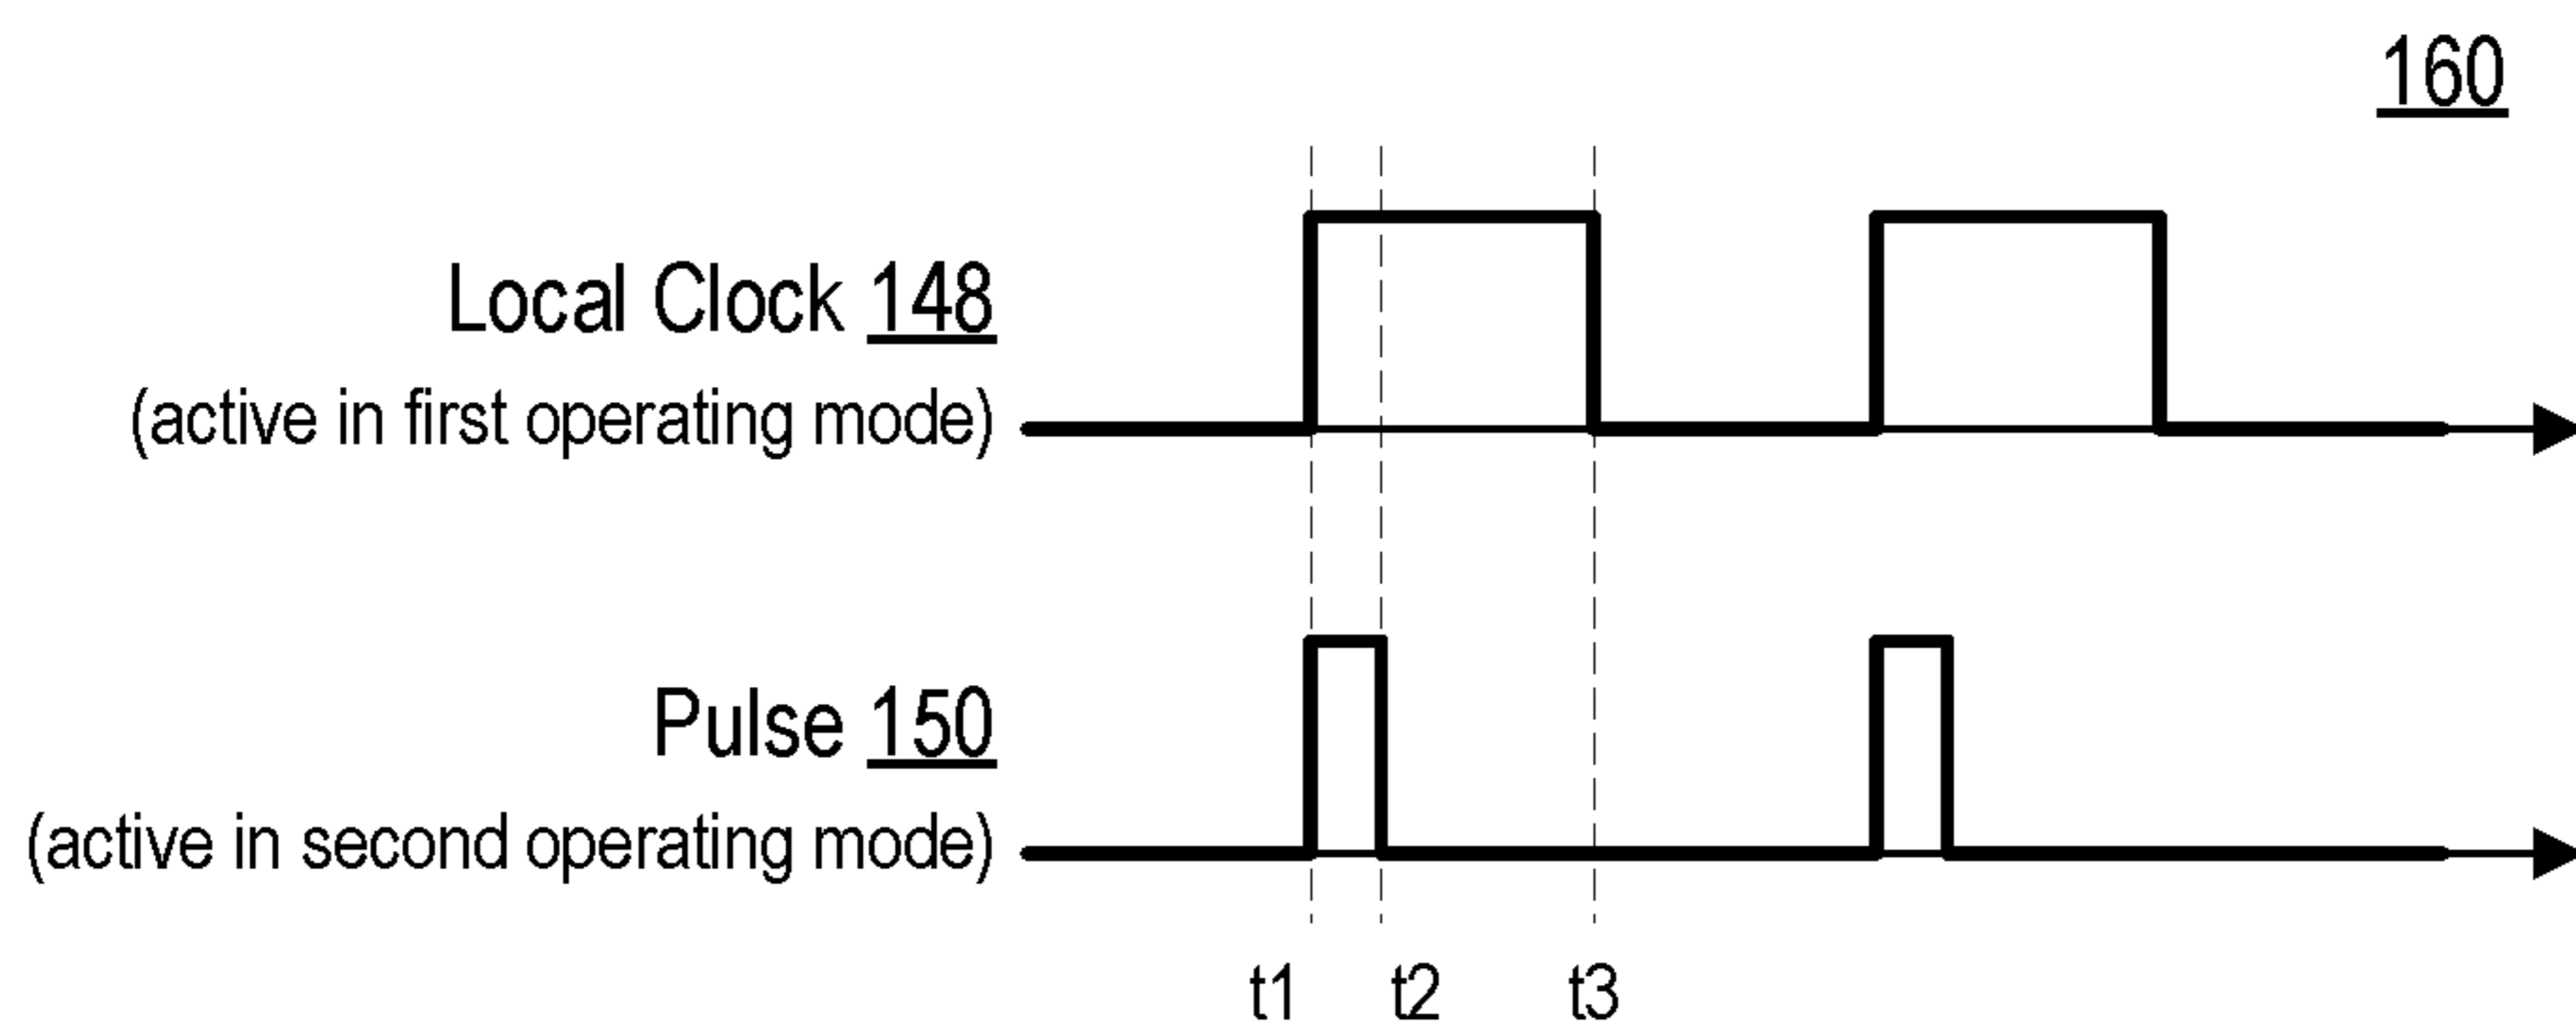 160
Local Clock 148
(active in first operating mode)
Pulse 150
(active in second operating mode)
t1 t2 t3